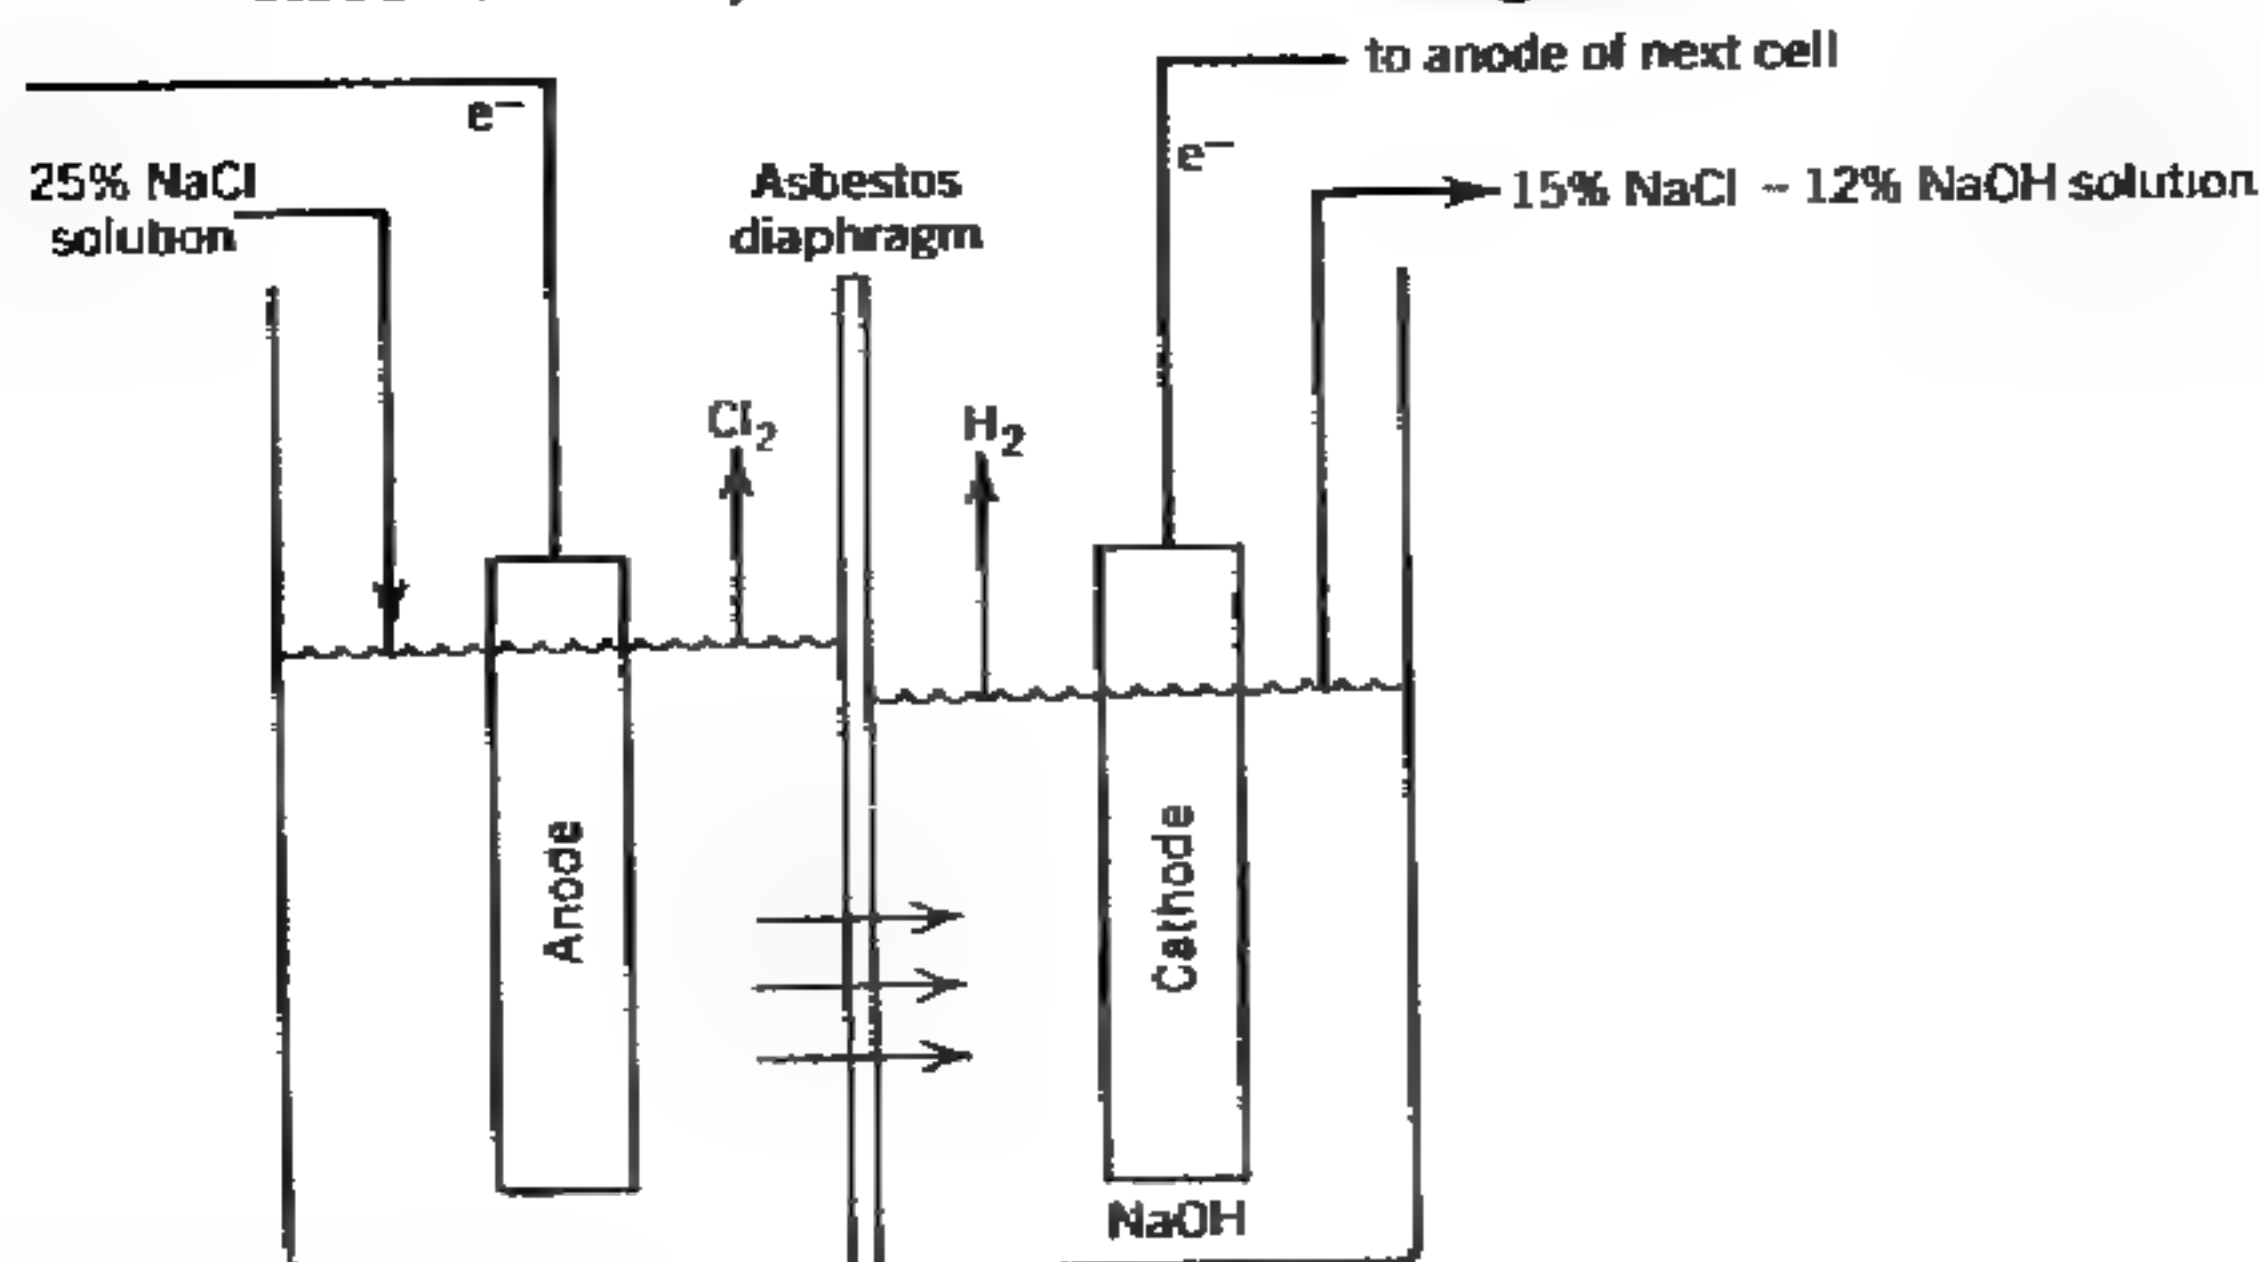 to anode of next cell
e⁻
25% NaCl
solution
Asbestos
diaphragm
e⁻
15% NaCl - 12% NaOH solution
Cl₂
H₂
Anode
Cathode
NaOH